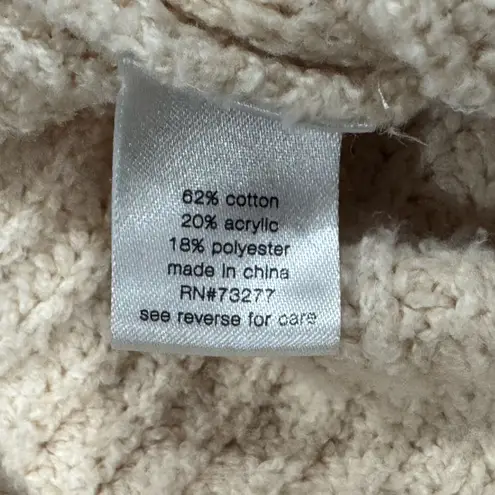 62% cotton
20% acrylic
18% polyester
made in china
RN#73277
see reverse for care